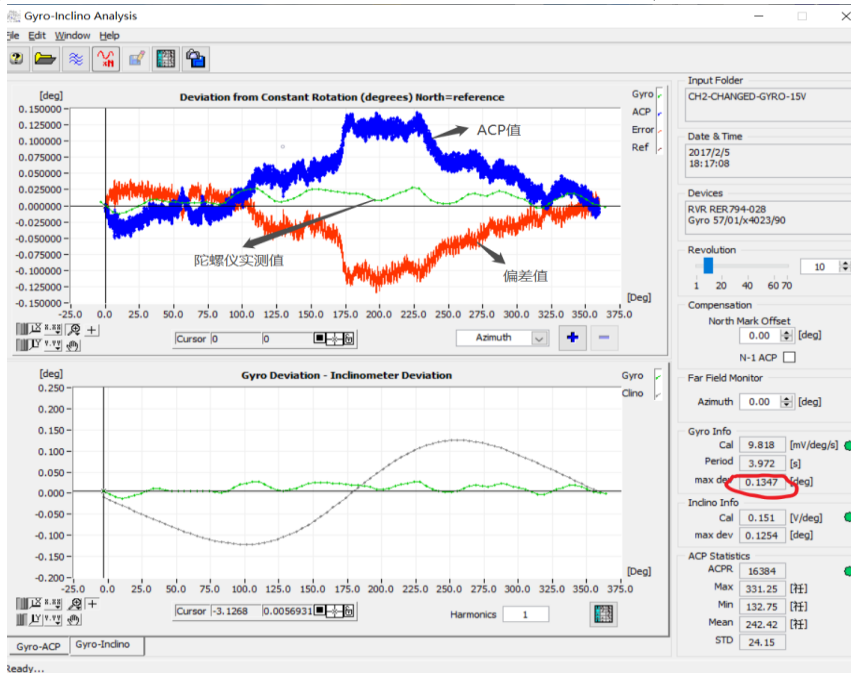 Gyro-Inclino Analysis
File Edit Window Help
[deg]
Deviation from Constant Rotation (degrees) North=reference
0.150000
0.125000
0.100000
0.075000
0.050000
0.025000
0.000000
-0.025000
-0.050000
-0.075000
-0.100000
-0.125000
-0.150000
-25.0 0.0 25.0 50.0 75.0 100.0 125.0 150.0 175.0 200.0 225.0 250.0 275.0 300.0 325.0 350.0 375.0
[Deg]
ACP值
陀螺仪实测值
偏差值
Gyro
ACP
Error
Ref
Cursor 0 0
Azimuth
[deg]
Gyro Deviation - Inclinometer Deviation
0.250
0.200
0.150
0.100
0.050
0.000
-0.050
-0.100
-0.150
-0.200
-25.0 0.0 25.0 50.0 75.0 100.0 125.0 150.0 175.0 200.0 225.0 250.0 275.0 300.0 325.0 350.0 375.0
[Deg]
Gyro
Clino
Cursor -3.1268 0.0056931
Harmonics 1
Gyro-ACP Gyro-Inclino
Ready...
Input Folder
CH2-CHANGED-GYRO-15V
Date & Time
2017/2/5
18:17:08
Devices
RVR RER794-028
Gyro 57/01/x4023/90
Revolution
1 20 40 60 70
10
Compensation
North Mark Offset
0.00 [deg]
N-1 ACP
Far Field Monitor
Azimuth 0.00 [deg]
Gyro Info
Cal 9.818 [mV/deg/s]
Period 3.972 [s]
max dev 0.1347 [deg]
Inclino Info
Cal 0.151 [V/deg]
max dev 0.1254 [deg]
ACP Statistics
ACPR 16384
Max 331.25
Min 132.75
Mean 242.42
STD 24.15